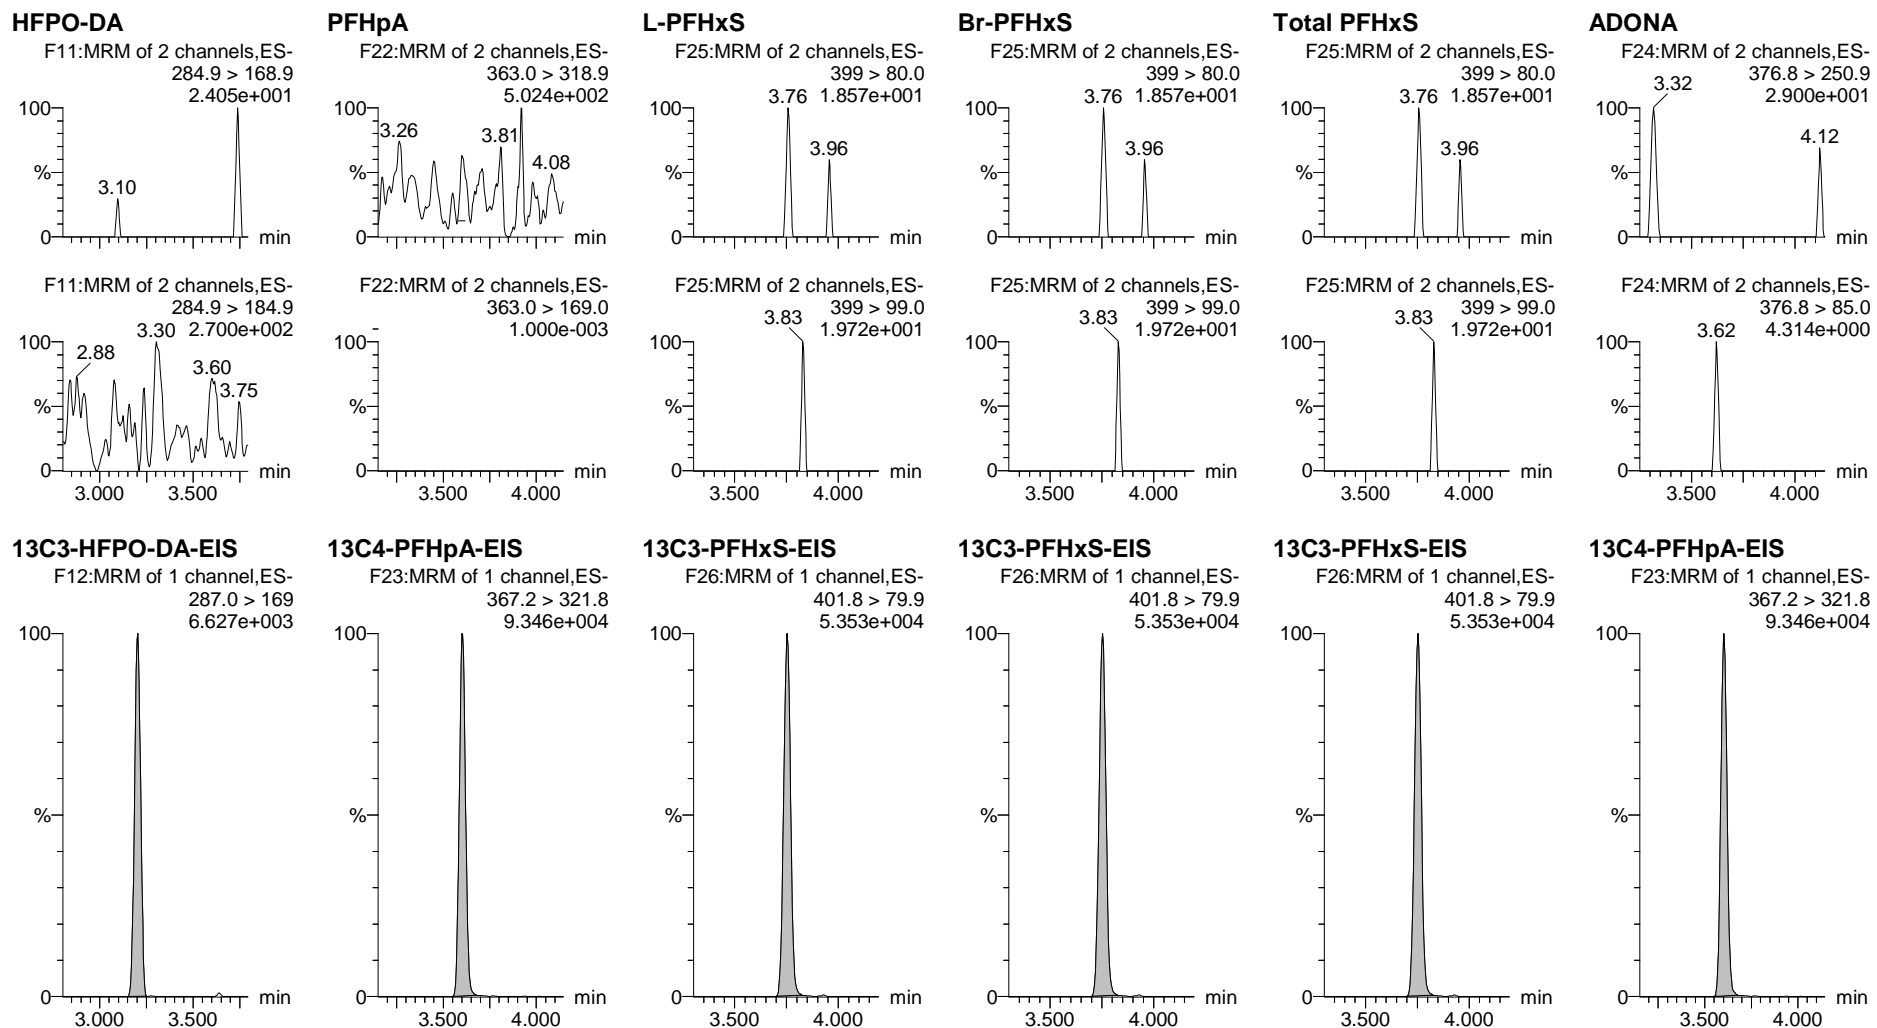 HFPO-DA
F11:MRM of 2 channels,ES-
284.9 > 168.9
2.405e+001
100
%
0
3.10
min
F11:MRM of 2 channels,ES-
284.9 > 184.9
2.700e+002
100
%
0
2.88
3.30
3.60
3.75
min
3.000 3.500
PFHpA
F22:MRM of 2 channels,ES-
363.0 > 318.9
5.024e+002
100
%
0
3.26
3.81
4.08
min
F22:MRM of 2 channels,ES-
363.0 > 169.0
1.000e-003
100
%
0
min
3.500 4.000
L-PFHxS
F25:MRM of 2 channels,ES-
399 > 80.0
1.857e+001
100
%
0
3.76
3.96
min
F25:MRM of 2 channels,ES-
399 > 99.0
1.972e+001
100
%
0
3.83
min
3.500 4.000
Br-PFHxS
F25:MRM of 2 channels,ES-
399 > 80.0
1.857e+001
100
%
0
3.76
3.96
min
F25:MRM of 2 channels,ES-
399 > 99.0
1.972e+001
100
%
0
3.83
min
3.500 4.000
Total PFHxS
F25:MRM of 2 channels,ES-
399 > 80.0
1.857e+001
100
%
0
3.76
3.96
min
F25:MRM of 2 channels,ES-
399 > 99.0
1.972e+001
100
%
0
3.83
min
3.500 4.000
ADONA
F24:MRM of 2 channels,ES-
376.8 > 250.9
2.900e+001
100
%
0
3.32
4.12
min
F24:MRM of 2 channels,ES-
376.8 > 85.0
4.314e+000
100
%
0
3.62
min
3.500 4.000
13C3-HFPO-DA-EIS
F12:MRM of 1 channel,ES-
287.0 > 169
6.627e+003
100
%
0
min
3.000 3.500
13C4-PFHpA-EIS
F23:MRM of 1 channel,ES-
367.2 > 321.8
9.346e+004
100
%
0
min
3.500 4.000
13C3-PFHxS-EIS
F26:MRM of 1 channel,ES-
401.8 > 79.9
5.353e+004
100
%
0
min
3.500 4.000
13C3-PFHxS-EIS
F26:MRM of 1 channel,ES-
401.8 > 79.9
5.353e+004
100
%
0
min
3.500 4.000
13C3-PFHxS-EIS
F26:MRM of 1 channel,ES-
401.8 > 79.9
5.353e+004
100
%
0
min
3.500 4.000
13C4-PFHpA-EIS
F23:MRM of 1 channel,ES-
367.2 > 321.8
9.346e+004
100
%
0
min
3.500 4.000